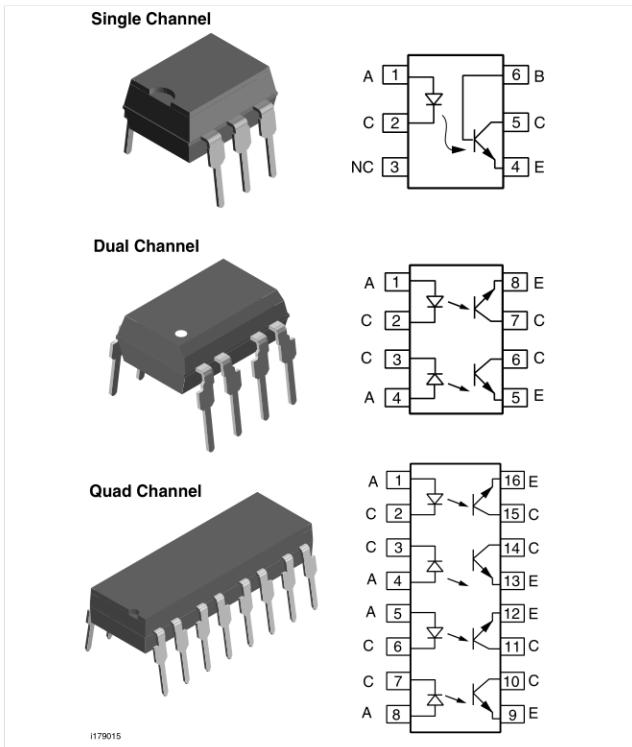 Single Channel
A 1 6 B
C 2 5 C
NC 3 4 E
Dual Channel
A 1 8 E
C 2 7 C
C 3 6 C
A 4 5 E
Quad Channel
A 1 16 E
C 2 15 C
C 3 14 C
A 4 13 E
A 5 12 E
C 6 11 C
C 7 10 C
A 8 9 E
i179015